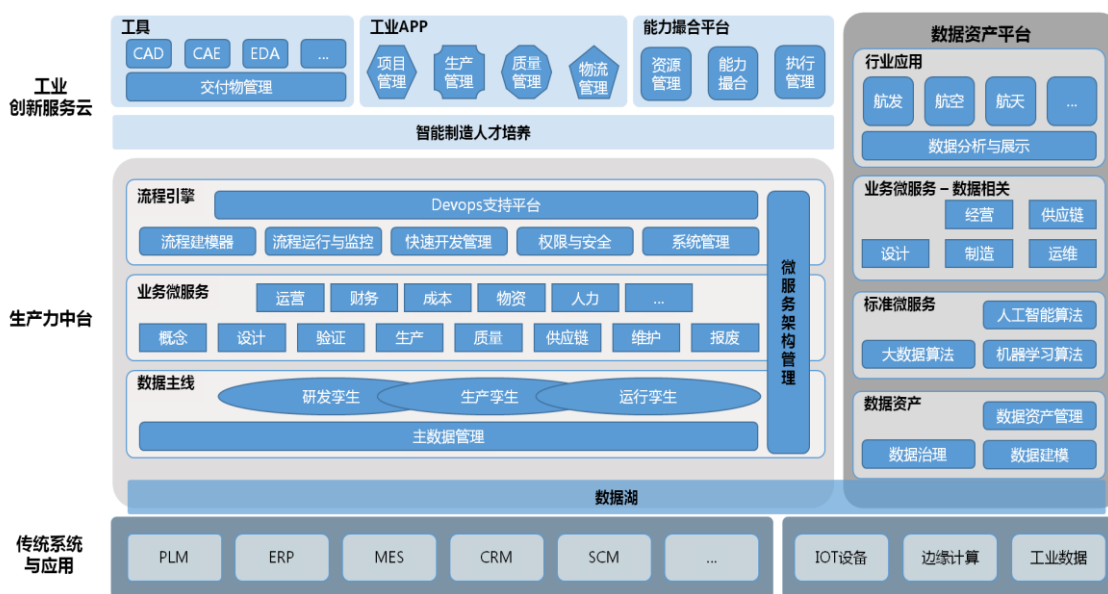 工业
创新服务云
工具
CAD
CAE
EDA
...
交付物管理
工业APP
项目
管理
生产
管理
质量
管理
物流
管理
能力撮合平台
资源
管理
能力
撮合
执行
管理
智能制造人才培养
生产力中台
流程引擎
Devops支持平台
流程建模器
流程运行与监控
快速开发管理
权限与安全
系统管理
业务微服务
运营
财务
成本
物资
人力
...
概念
设计
验证
生产
质量
供应链
维护
报废
数据主线
研发孪生
生产孪生
运行孪生
主数据管理
微服务架构管理
数据资产平台
行业应用
航发
航空
航天
...
数据分析与展示
业务微服务 – 数据相关
经营
供应链
设计
制造
运维
标准微服务
人工智能算法
大数据算法
机器学习算法
数据资产
数据资产管理
数据治理
数据建模
数据湖
传统系统
与应用
PLM
ERP
MES
CRM
SCM
...
IOT设备
边缘计算
工业数据